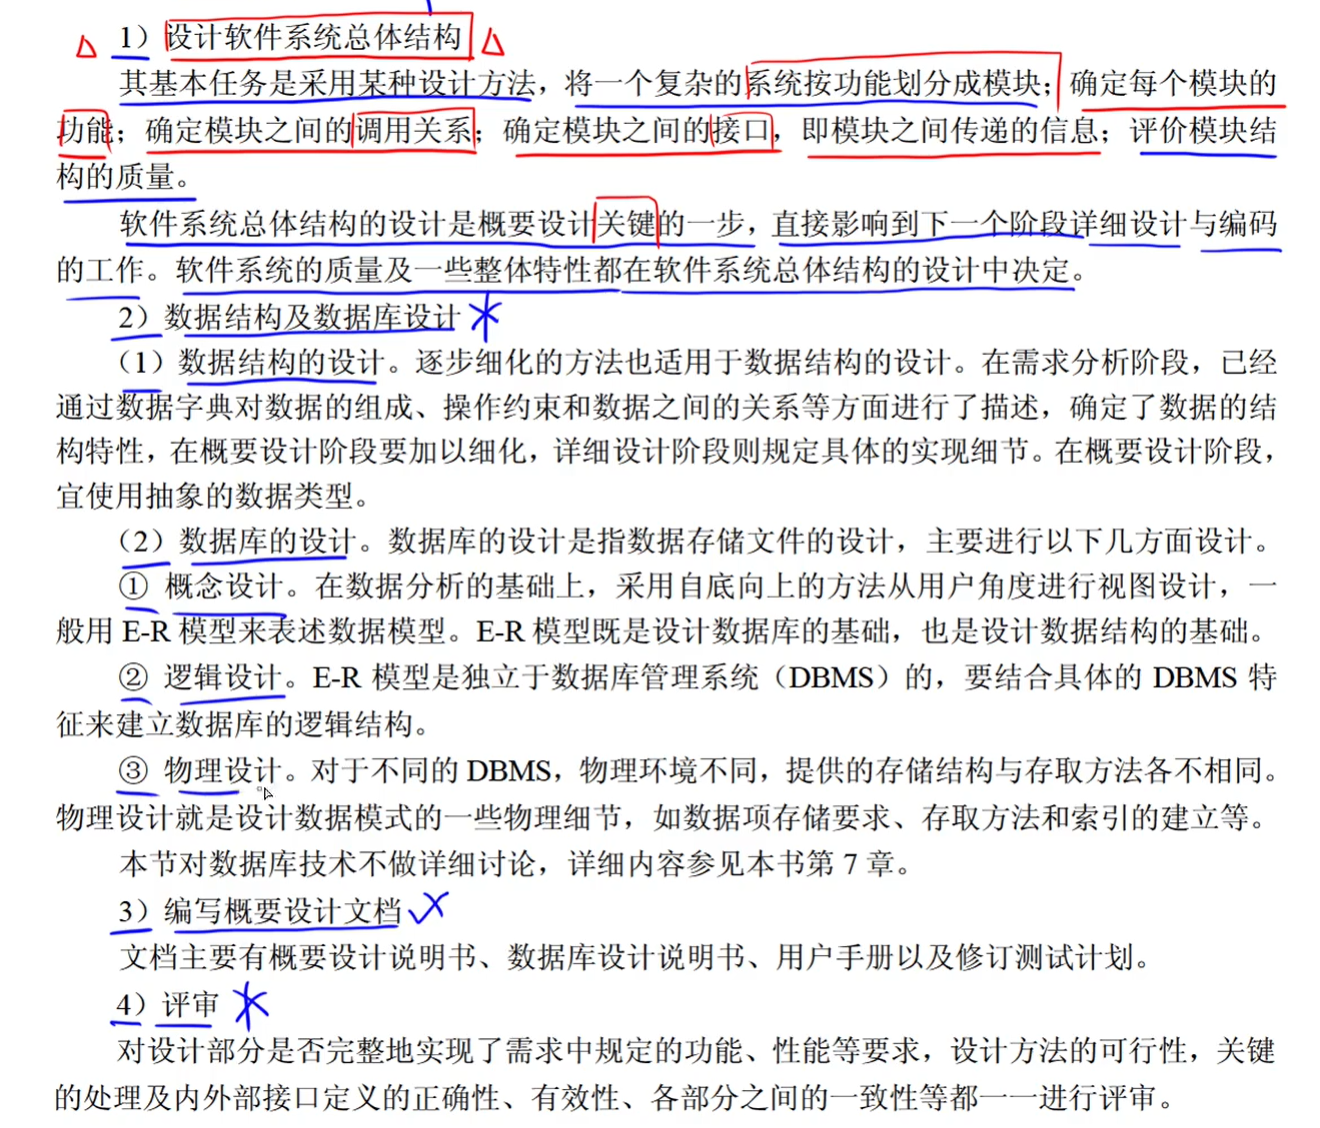 1）设计软件系统总体结构
其基本任务是采用某种设计方法，将一个复杂的系统按功能划分成模块；确定每个模块的
功能；确定模块之间的调用关系；确定模块之间的接口，即模块之间传递的信息；评价模块结
构的质量。
软件系统总体结构的设计是概要设计关键的一步，直接影响到下一个阶段详细设计与编码
的工作。软件系统的质量及一些整体特性都在软件系统总体结构的设计中决定。
2）数据结构及数据库设计
（1）数据结构的设计。逐步细化的方法也适用于数据结构的设计。在需求分析阶段，已经
通过数据字典对数据的组成、操作约束和数据之间的关系等方面进行了描述，确定了数据的结
构特性，在概要设计阶段要加以细化，详细设计阶段则规定具体的实现细节。在概要设计阶段，
宜使用抽象的数据类型。
（2）数据库的设计。数据库的设计是指数据存储文件的设计，主要进行以下几方面设计。
① 概念设计。在数据分析的基础上，采用自底向上的方法从用户角度进行视图设计，一
般用 E-R 模型来表述数据模型。E-R 模型既是设计数据库的基础，也是设计数据结构的基础。
② 逻辑设计。E-R 模型是独立于数据库管理系统（DBMS）的，要结合具体的 DBMS 特
征来建立数据库的逻辑结构。
③ 物理设计。对于不同的 DBMS，物理环境不同，提供的存储结构与存取方法各不相同。
物理设计就是设计数据模式的一些物理细节，如数据项存储要求、存取方法和索引的建立等。
本节对数据库技术不做详细讨论，详细内容参见本书第 7 章。
3）编写概要设计文档
文档主要有概要设计说明书、数据库设计说明书、用户手册以及修订测试计划。
4）评审
对设计部分是否完整地实现了需求中规定的功能、性能等要求，设计方法的可行性，关键
的处理及内外部接口定义的正确性、有效性、各部分之间的一致性等都一一进行评审。